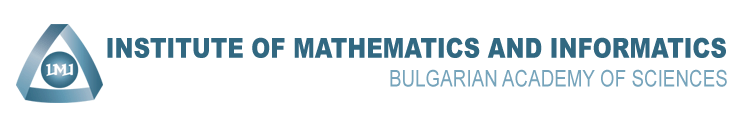 IMI
INSTITUTE OF MATHEMATICS AND INFORMATICS
BULGARIAN ACADEMY OF SCIENCES